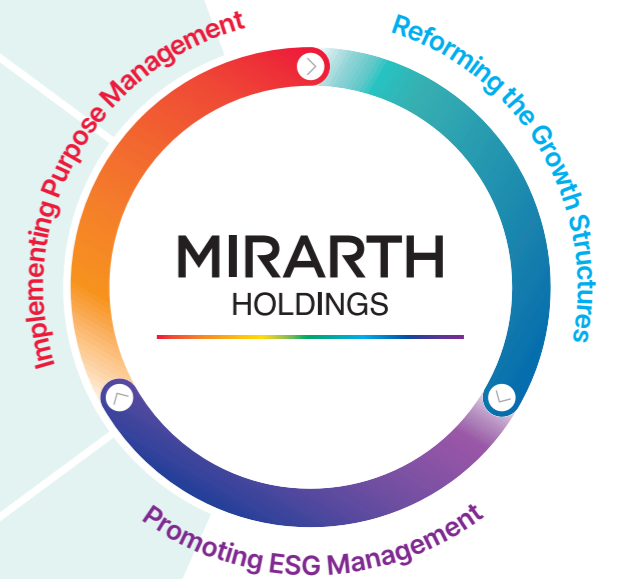 Implementing Purpose Management
Reforming the Growth Structures
MIRARTH
HOLDINGS
Promoting ESG Management